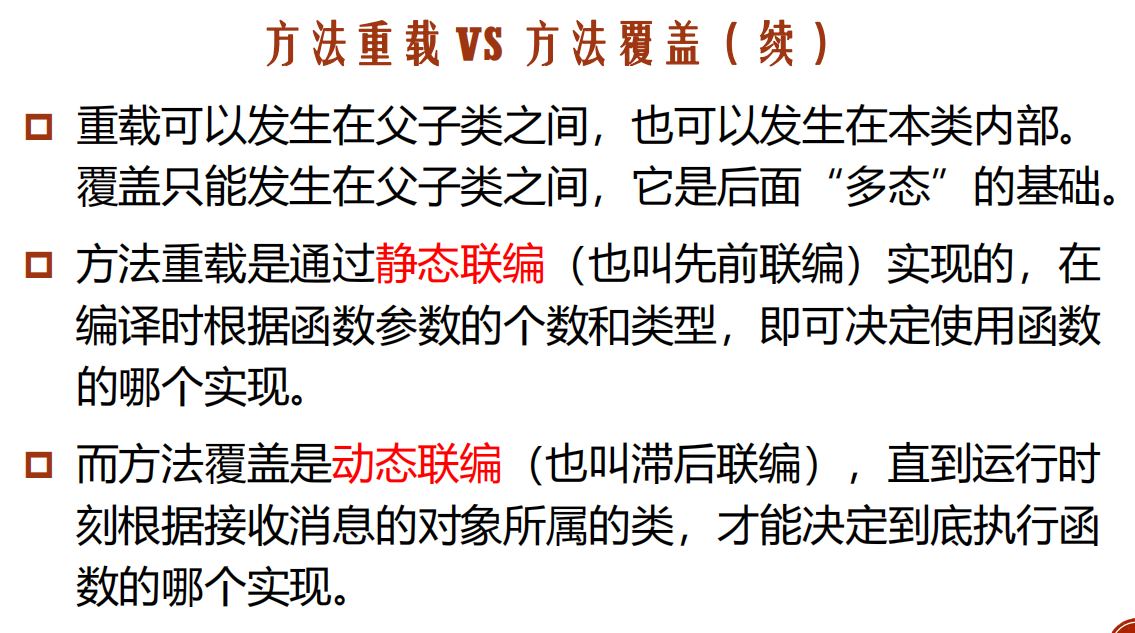 方法重载 VS 方法覆盖（续）
重载可以发生在父子类之间，也可以发生在本类内部。
覆盖只能发生在父子类之间，它是后面“多态”的基础。
方法重载是通过静态联编（也叫先前联编）实现的，在
编译时根据函数参数的个数和类型，即可决定使用函数
的哪个实现。
而方法覆盖是动态联编（也叫滞后联编），直到运行时
刻根据接收消息的对象所属的类，才能决定到底执行函
数的哪个实现。